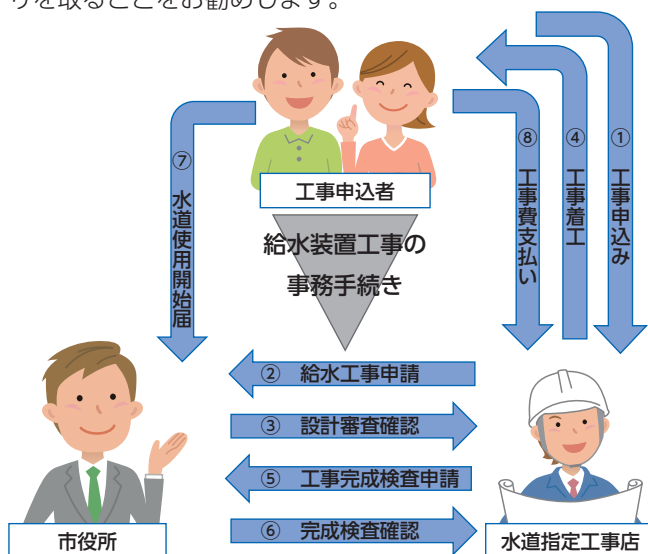 りを取ることをお勧めします。
① 工事申込み
④ 工事着工
⑧ 工事費支払い
⑦ 水道使用開始届
工事申込者
給水装置工事の
事務手続き
② 給水工事申請
③ 設計審査確認
⑤ 工事完成検査申請
⑥ 完成検査確認
市役所
水道指定工事店